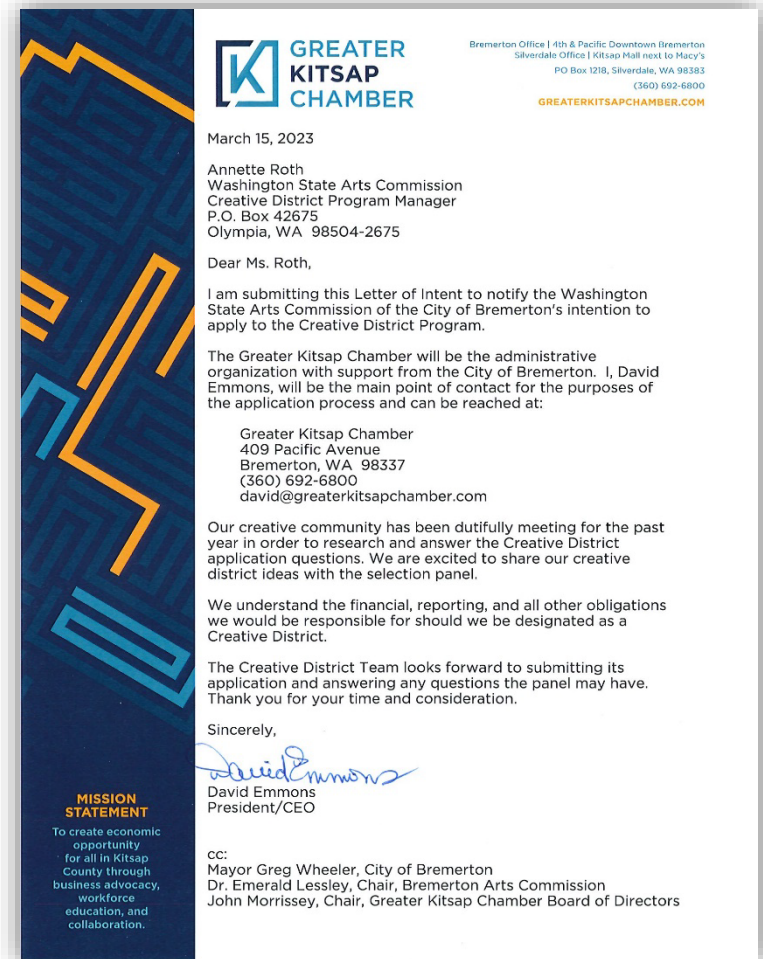 GREATER
KITSAP
CHAMBER
Bremerton Office | 4th & Pacific Downtown Bremerton
Silverdale Office | Kitsap Mall next to Macy's
PO Box 1218, Silverdale, WA 98383
(360) 692-6800
GREATERKITSAPCHAMBER.COM
March 15, 2023
Annette Roth
Washington State Arts Commission
Creative District Program Manager
P.O. Box 42675
Olympia, WA 98504-2675
Dear Ms. Roth,
I am submitting this Letter of Intent to notify the Washington
State Arts Commission of the City of Bremerton's intention to
apply to the Creative District Program.
The Greater Kitsap Chamber will be the administrative
organization with support from the City of Bremerton. I, David
Emmons, will be the main point of contact for the purposes of
the application process and can be reached at:
Greater Kitsap Chamber
409 Pacific Avenue
Bremerton, WA 98337
(360) 692-6800
david@greaterkitsapchamber.com
Our creative community has been dutifully meeting for the past
year in order to research and answer the Creative District
application questions. We are excited to share our creative
district ideas with the selection panel.
We understand the financial, reporting, and all other obligations
we would be responsible for should we be designated as a
Creative District.
The Creative District Team looks forward to submitting its
application and answering any questions the panel may have.
Thank you for your time and consideration.
Sincerely,
David Emmons
David Emmons
President/CEO
cc:
Mayor Greg Wheeler, City of Bremerton
Dr. Emerald Lessley, Chair, Bremerton Arts Commission
John Morrissey, Chair, Greater Kitsap Chamber Board of Directors
MISSION
STATEMENT
To create economic
opportunity
for all in Kitsap
County through
business advocacy,
workforce
education, and
collaboration.